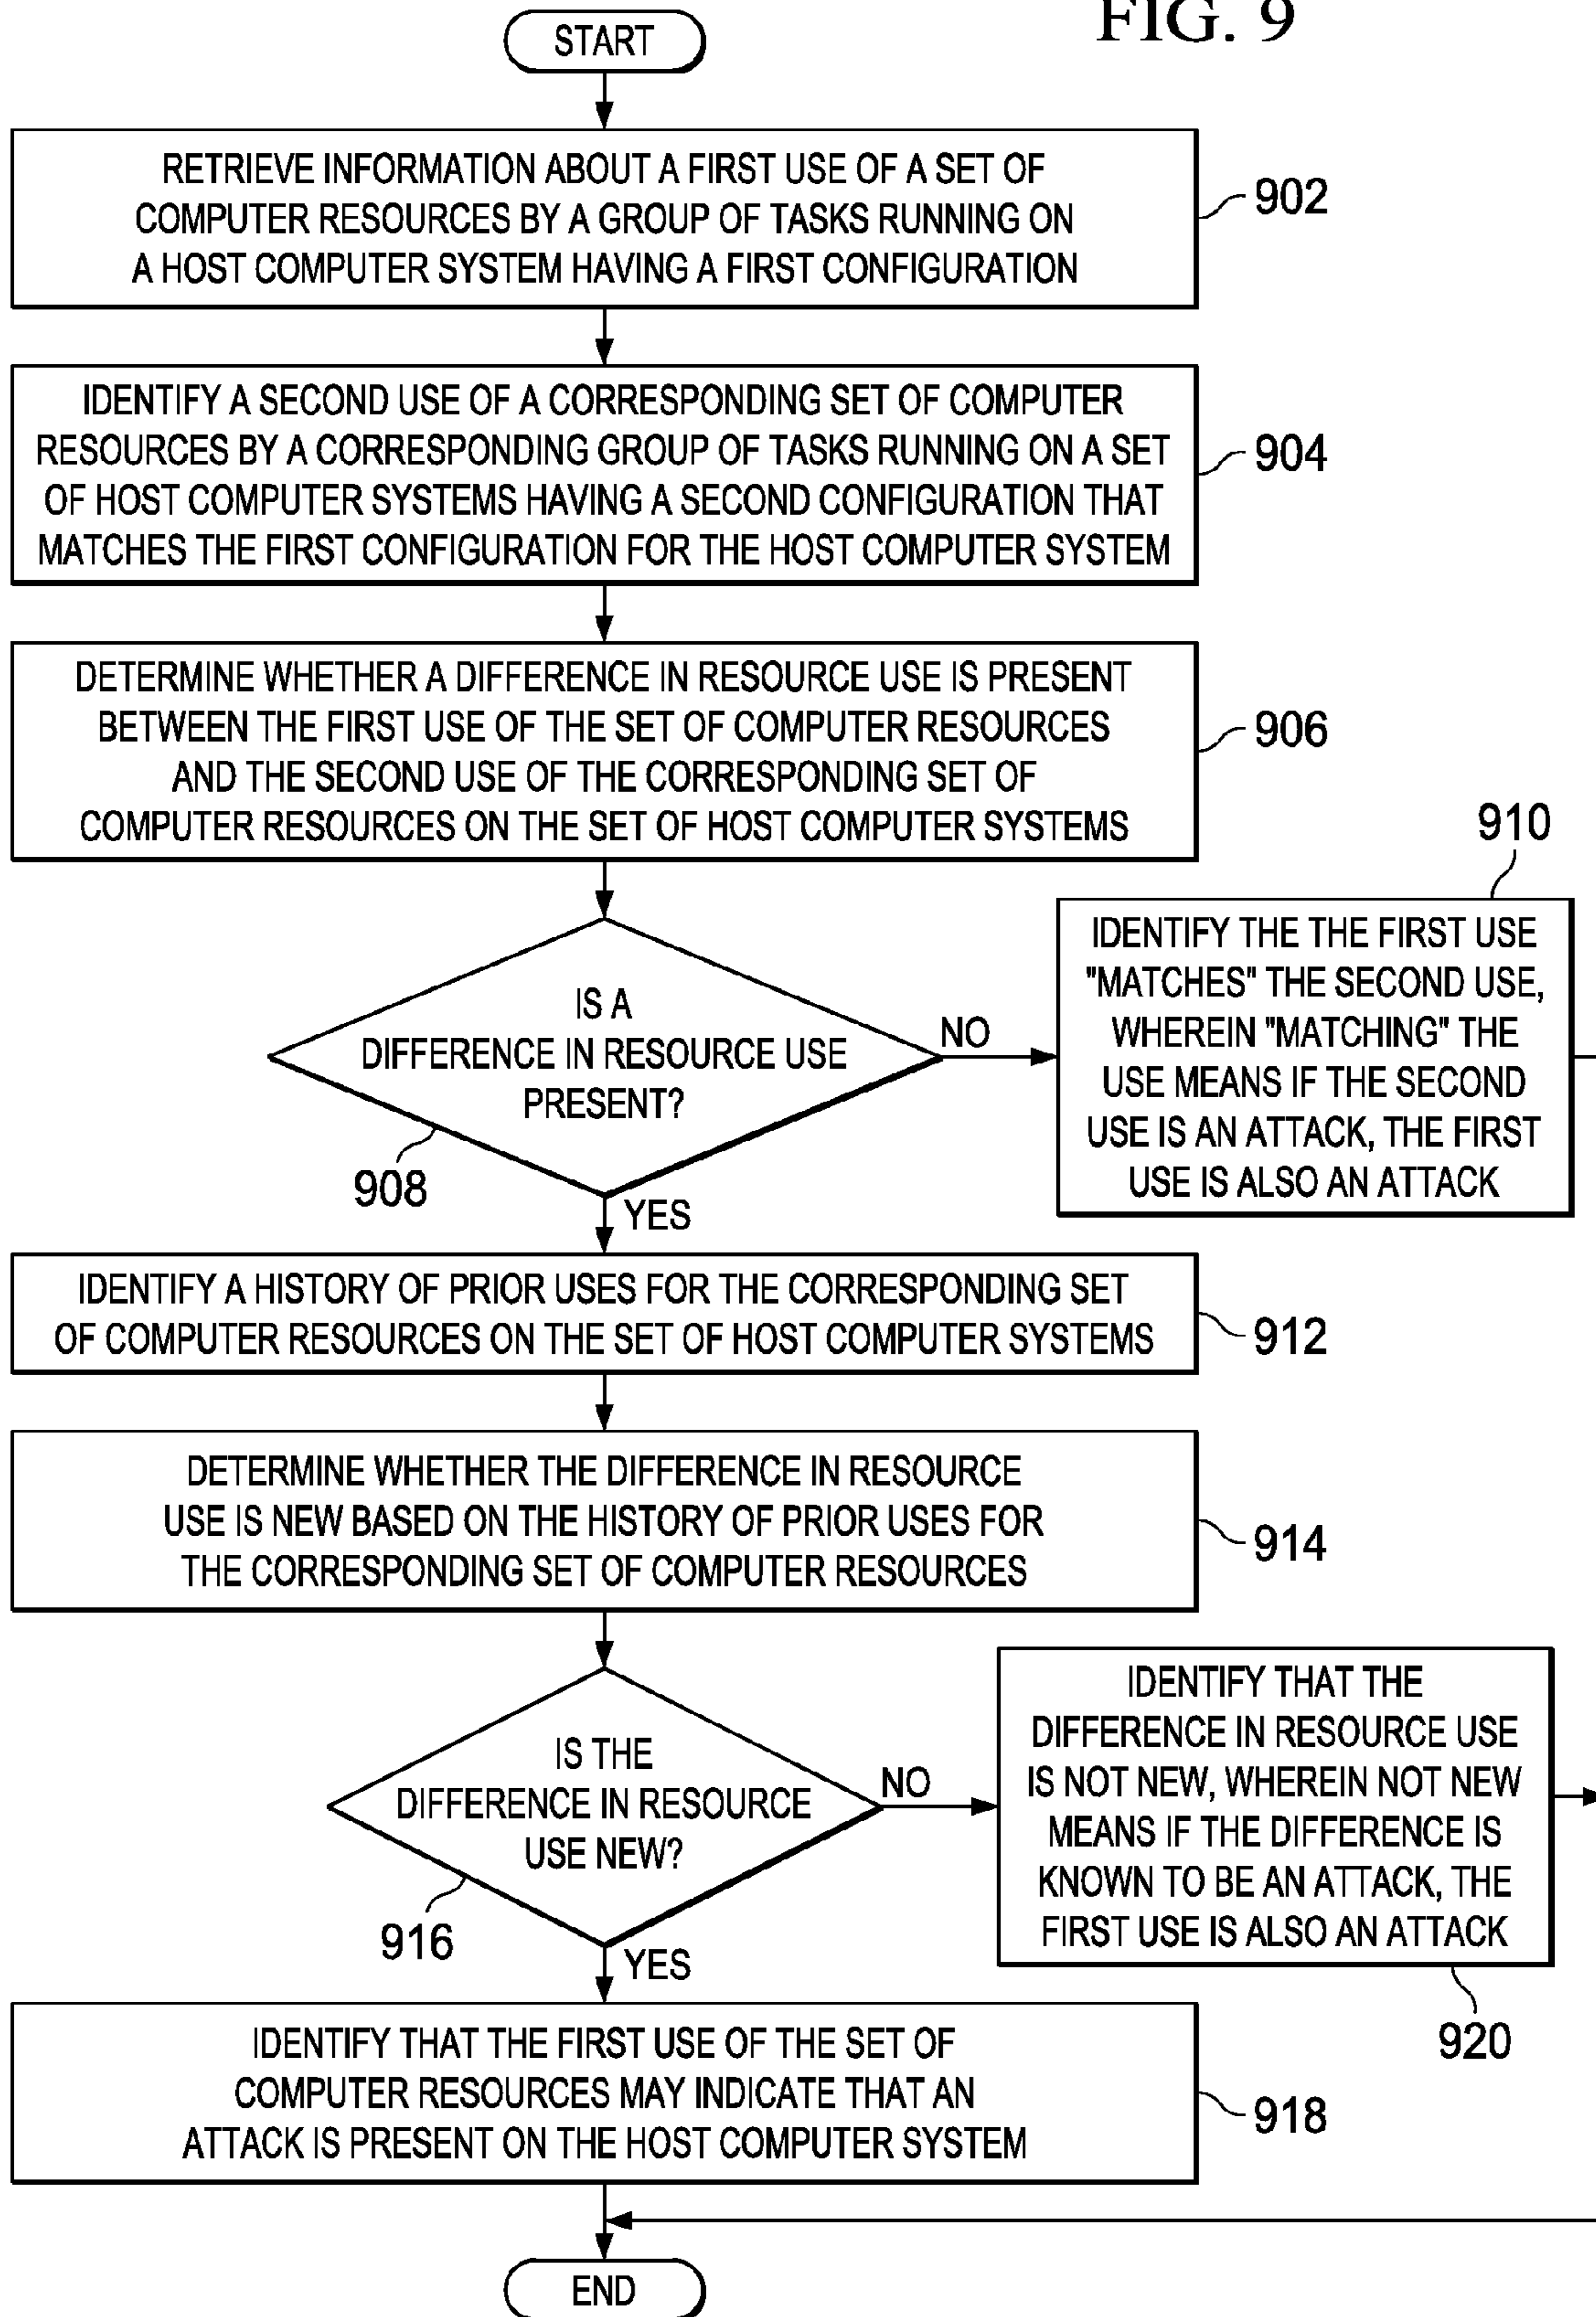 FIG. 9
START
RETRIEVE INFORMATION ABOUT A FIRST USE OF A SET OF
COMPUTER RESOURCES BY A GROUP OF TASKS RUNNING ON
A HOST COMPUTER SYSTEM HAVING A FIRST CONFIGURATION
902
IDENTIFY A SECOND USE OF A CORRESPONDING SET OF COMPUTER
RESOURCES BY A CORRESPONDING GROUP OF TASKS RUNNING ON A SET
OF HOST COMPUTER SYSTEMS HAVING A SECOND CONFIGURATION THAT
MATCHES THE FIRST CONFIGURATION FOR THE HOST COMPUTER SYSTEM
904
DETERMINE WHETHER A DIFFERENCE IN RESOURCE USE IS PRESENT
BETWEEN THE FIRST USE OF THE SET OF COMPUTER RESOURCES
AND THE SECOND USE OF THE CORRESPONDING SET OF
COMPUTER RESOURCES ON THE SET OF HOST COMPUTER SYSTEMS
906
IS A
DIFFERENCE IN RESOURCE USE
PRESENT?
908
NO
910
IDENTIFY THE THE FIRST USE
"MATCHES" THE SECOND USE,
WHEREIN "MATCHING" THE
USE MEANS IF THE SECOND
USE IS AN ATTACK, THE FIRST
USE IS ALSO AN ATTACK
YES
IDENTIFY A HISTORY OF PRIOR USES FOR THE CORRESPONDING SET
OF COMPUTER RESOURCES ON THE SET OF HOST COMPUTER SYSTEMS
912
DETERMINE WHETHER THE DIFFERENCE IN RESOURCE
USE IS NEW BASED ON THE HISTORY OF PRIOR USES FOR
THE CORRESPONDING SET OF COMPUTER RESOURCES
914
IS THE
DIFFERENCE IN RESOURCE
USE NEW?
916
NO
IDENTIFY THAT THE
DIFFERENCE IN RESOURCE USE
IS NOT NEW, WHEREIN NOT NEW
MEANS IF THE DIFFERENCE IS
KNOWN TO BE AN ATTACK, THE
FIRST USE IS ALSO AN ATTACK
920
YES
IDENTIFY THAT THE FIRST USE OF THE SET OF
COMPUTER RESOURCES MAY INDICATE THAT AN
ATTACK IS PRESENT ON THE HOST COMPUTER SYSTEM
918
END